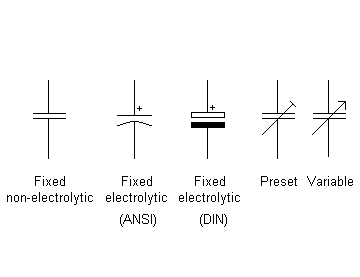 + +
Fixed Fixed Fixed Preset Variable
non-electrolytic electrolytic electrolytic
(ANSI) (DIN)